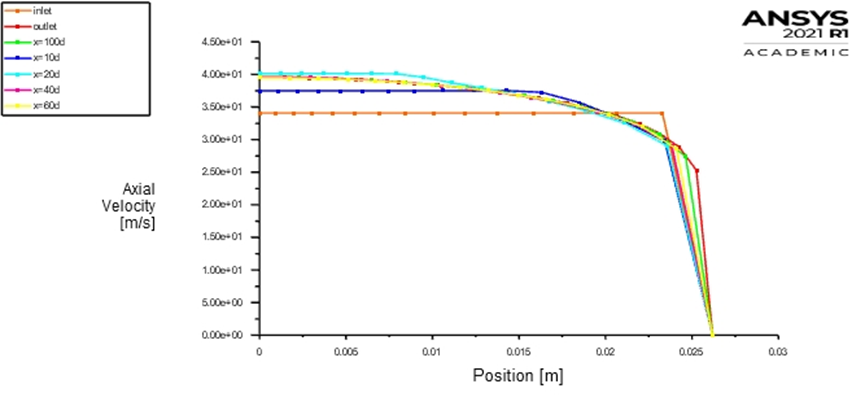 inlet
outlet
x=100d
x=10d
x=20d
x=40d
x=60d
ANSYS
2021 R1
ACADEMIC
4.50e+01
4.00e+01
3.50e+01
3.00e+01
2.50e+01
2.00e+01
1.50e+01
1.00e+01
5.00e+00
0.00e+00
Axial
Velocity
[m/s]
0 0.005 0.01 0.015 0.02 0.025 0.03
Position [m]